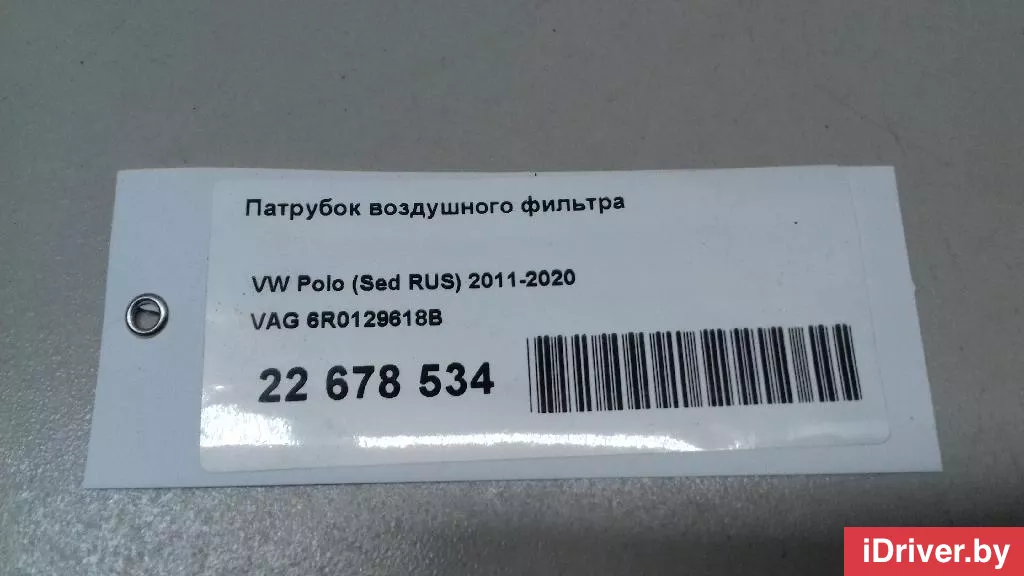 Патрубок воздушного фильтра
VW Polo (Sed RUS) 2011-2020
VAG 6R0129618B
22 678 534
iDriver.by